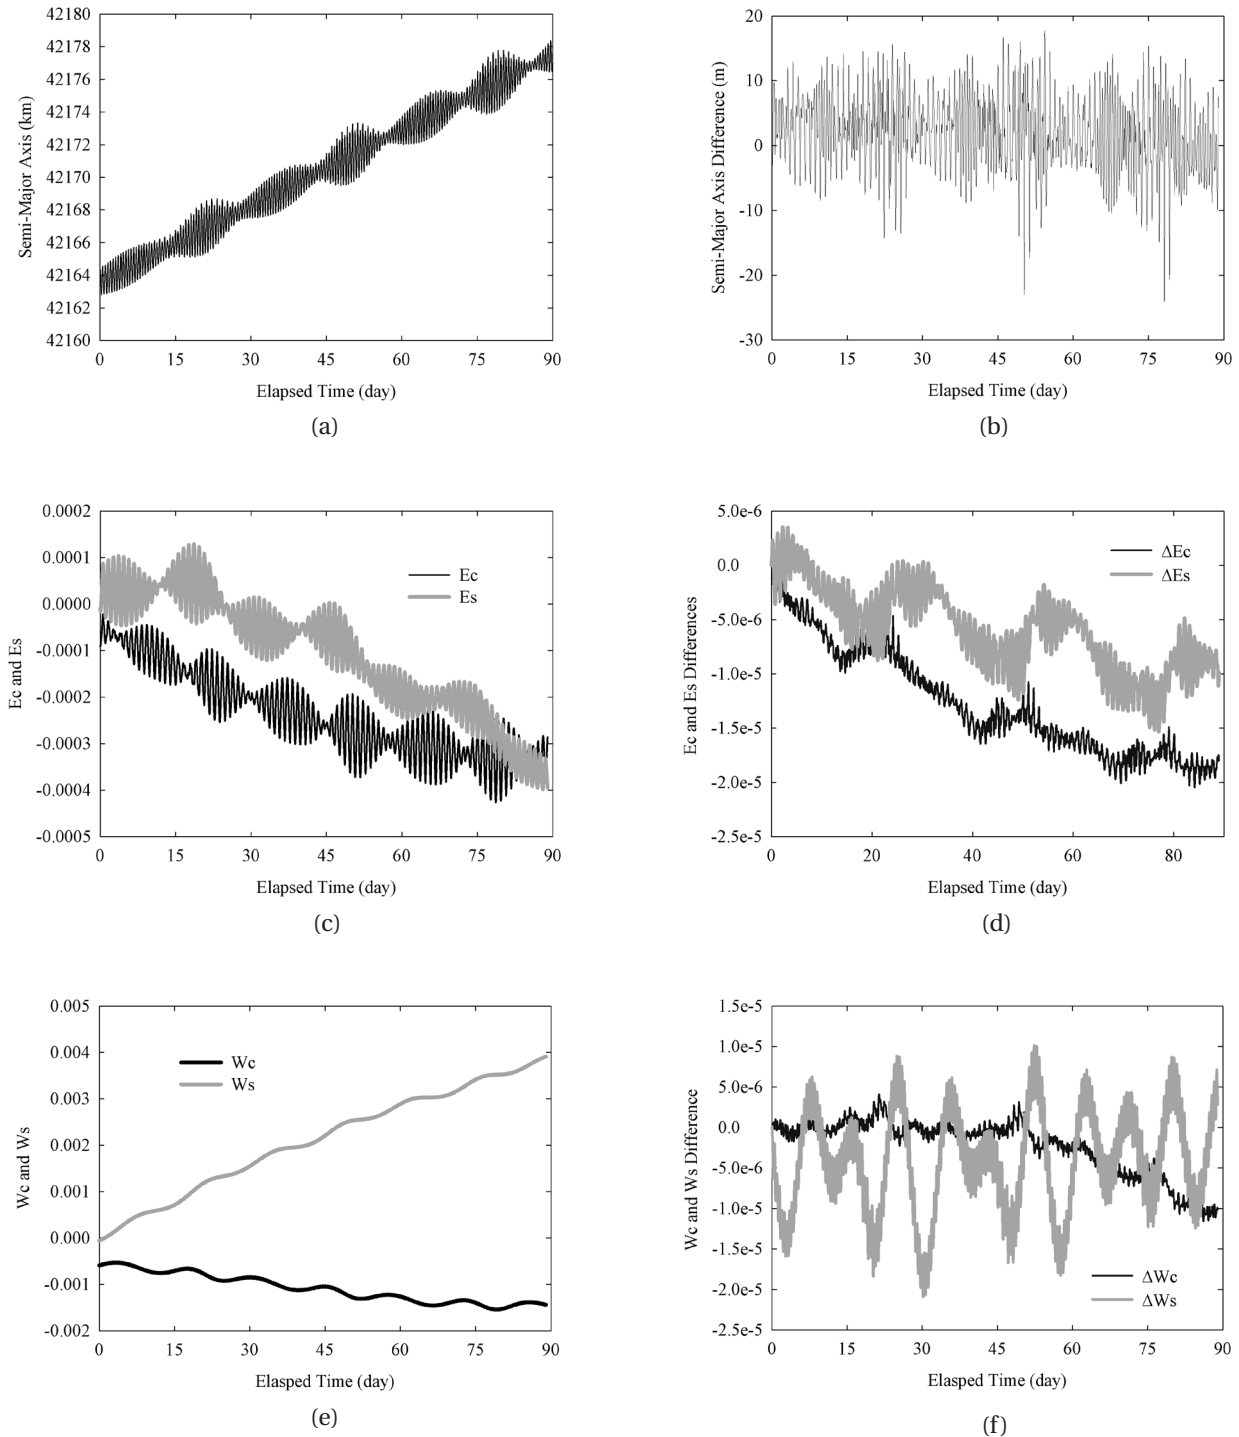 42180
42178
42176
42174
42172
42170
42168
42166
42164
42162
42160
Semi-Major Axis (km)
0 15 30 45 60 75 90
Elapsed Time (day)
(a)
20
10
0
-10
-20
-30
Semi-Major Axis Difference (m)
0 15 30 45 60 75 90
Elapsed Time (day)
(b)
0.0002
0.0001
0.0000
-0.0001
-0.0002
-0.0003
-0.0004
-0.0005
Ec and Es
Ec
Es
0 15 30 45 60 75 90
Elapsed Time (day)
(c)
5.0e-6
0.0
-5.0e-6
-1.0e-5
-1.5e-5
-2.0e-5
-2.5e-5
Ec and Es Differences
ΔEc
ΔEs
0 20 40 60 80
Elapsed Time (day)
(d)
0.005
0.004
0.003
0.002
0.001
0.000
-0.001
-0.002
Wc and Ws
Wc
Ws
0 15 30 45 60 75 90
Elasped Time (day)
(e)
1.5e-5
1.0e-5
5.0e-6
0.0
-5.0e-6
-1.0e-5
-1.5e-5
-2.0e-5
-2.5e-5
Wc and Ws Difference
ΔWc
ΔWs
0 15 30 45 60 75 90
Elasped Time (day)
(f)